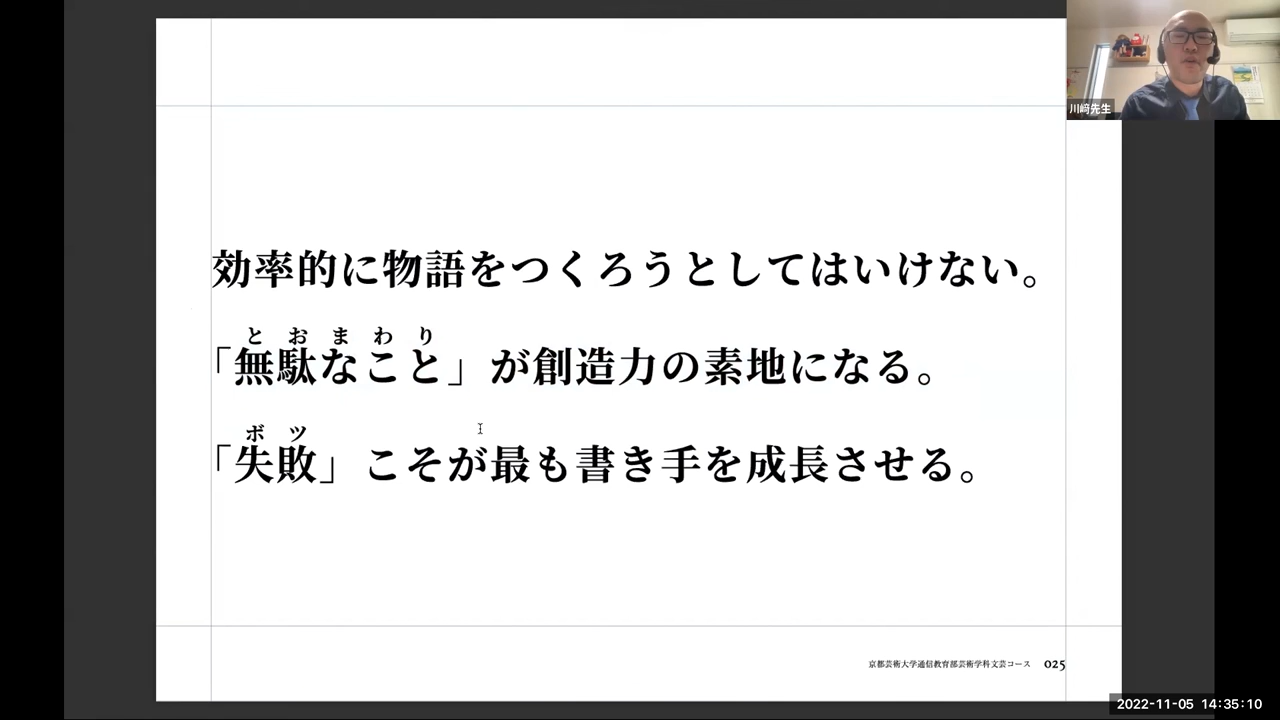 川﨑先生
効率的に物語をつくろうとしてはいけない。
とおまわり
「無駄なこと」が創造力の素地になる。
ボツ
「失敗」こそが最も書き手を成長させる。
京都芸術大学通信教育部芸術学科文芸コース 025
2022-11-05 14:35:10